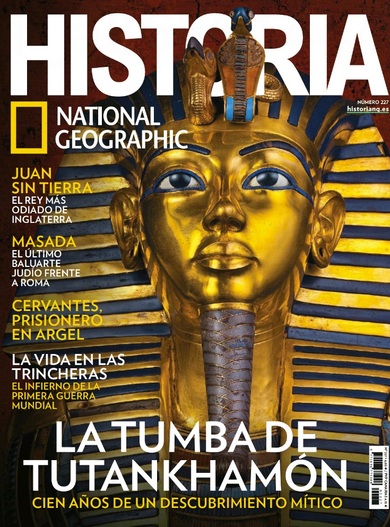 HISTORIA
NÚMERO 227
historiang.es
NATIONAL
GEOGRAPHIC
JUAN
SIN TIERRA
EL REY MÁS
ODIADO DE
INGLATERRA
MASADA
EL ÚLTIMO
BALUARTE
JUDÍO FRENTE
A ROMA
CERVANTES,
PRISIONERO
EN ARGEL
LA VIDA EN LAS
TRINCHERAS
EL INFIERNO DE LA
PRIMERA GUERRA
MUNDIAL
LA TUMBA DE
TUTANKHAMÓN
CIEN AÑOS DE UN DESCUBRIMIENTO MÍTICO